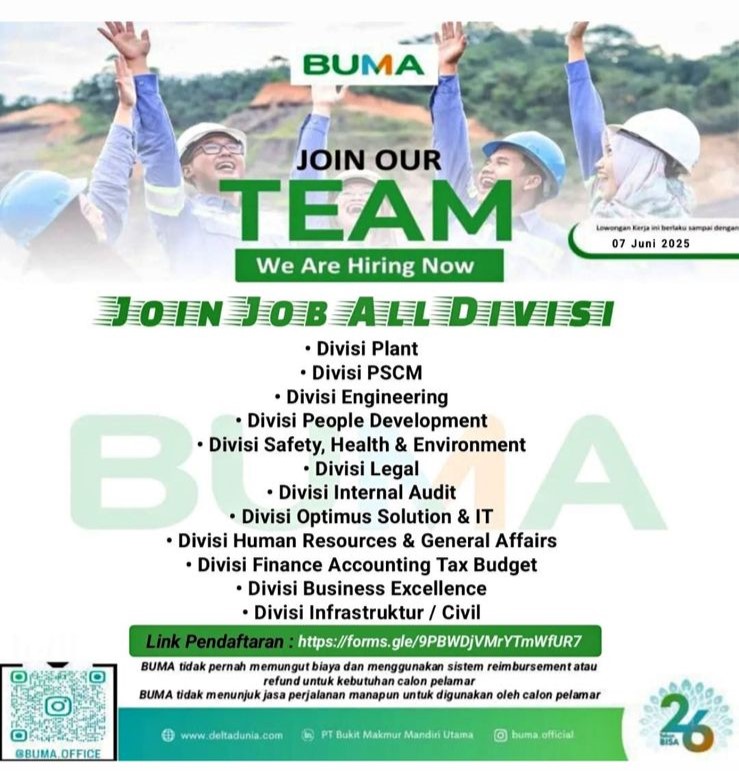 BUMA
JOIN OUR
TEAM
We Are Hiring Now
Lowongan Kerja ini berlaku sampai dengan
07 Juni 2025
JOIN JOB ALL DIVISI
• Divisi Plant
• Divisi PSCM
• Divisi Engineering
• Divisi People Development
• Divisi Safety, Health & Environment
• Divisi Legal
• Divisi Internal Audit
• Divisi Optimus Solution & IT
• Divisi Human Resources & General Affairs
• Divisi Finance Accounting Tax Budget
• Divisi Business Excellence
• Divisi Infrastruktur / Civil
BUMA
Link Pendaftaran : https://forms.gle/9PBWDjVMrYTmWfUR7
BUMA tidak pernah memungut biaya dan menggunakan sistem reimbursement atau
refund untuk kebutuhan calon pelamar
BUMA tidak menunjuk jasa perjalanan manapun untuk digunakan oleh calon pelamar
@BUMA.OFFICE
www.deltadunia.com
PT Bukit Makmur Mandiri Utama
buma.official
26
BISA